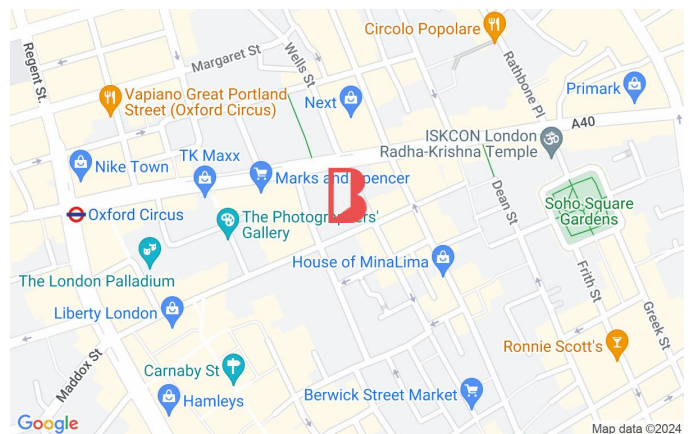 Regent St.
Margaret St
Wells St
Circolo Popolare
Rathbone Pl
Primark
Vapiano Great Portland
Street (Oxford Circus)
Next
A40
ISKCON London
Radha-Krishna Temple
Nike Town
TK Maxx
Marks and Spencer
Dean St
Soho Square
Gardens
Oxford Circus
The Photographers'
Gallery
The London Palladium
House of MinaLima
Frith St
Greek St
Liberty London
Maddox St
Carnaby St
Ronnie Scott's
Hamleys
Berwick Street Market
Google
Map data ©2024